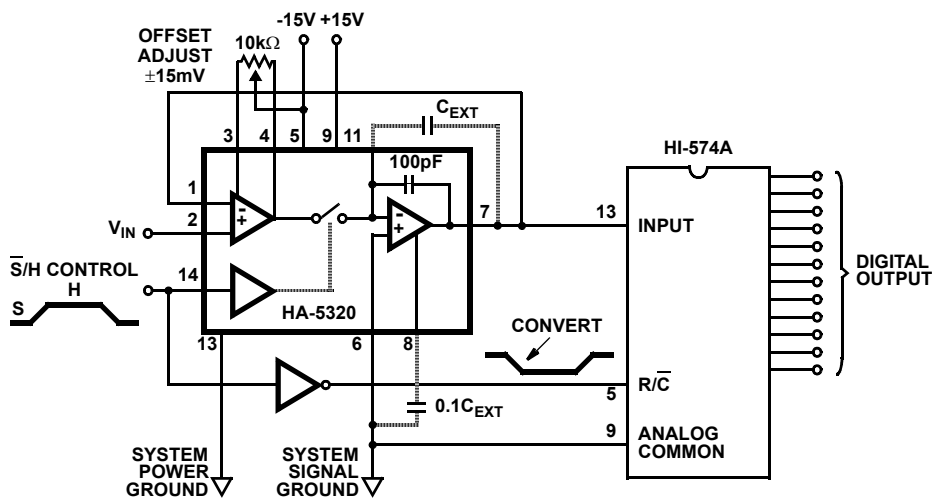 -15V +15V
OFFSET
ADJUST
±15mV
10kΩ
3
4
5
9
11
C_EXT
100pF
HI-574A
1
2
V_IN
7
13
INPUT
S̅/H CONTROL
H
S
14
HA-5320
DIGITAL
OUTPUT
13
6
8
CONVERT
R/C̅
5
0.1C_EXT
9
ANALOG
COMMON
SYSTEM
POWER
GROUND
SYSTEM
SIGNAL
GROUND
-
+
-
+